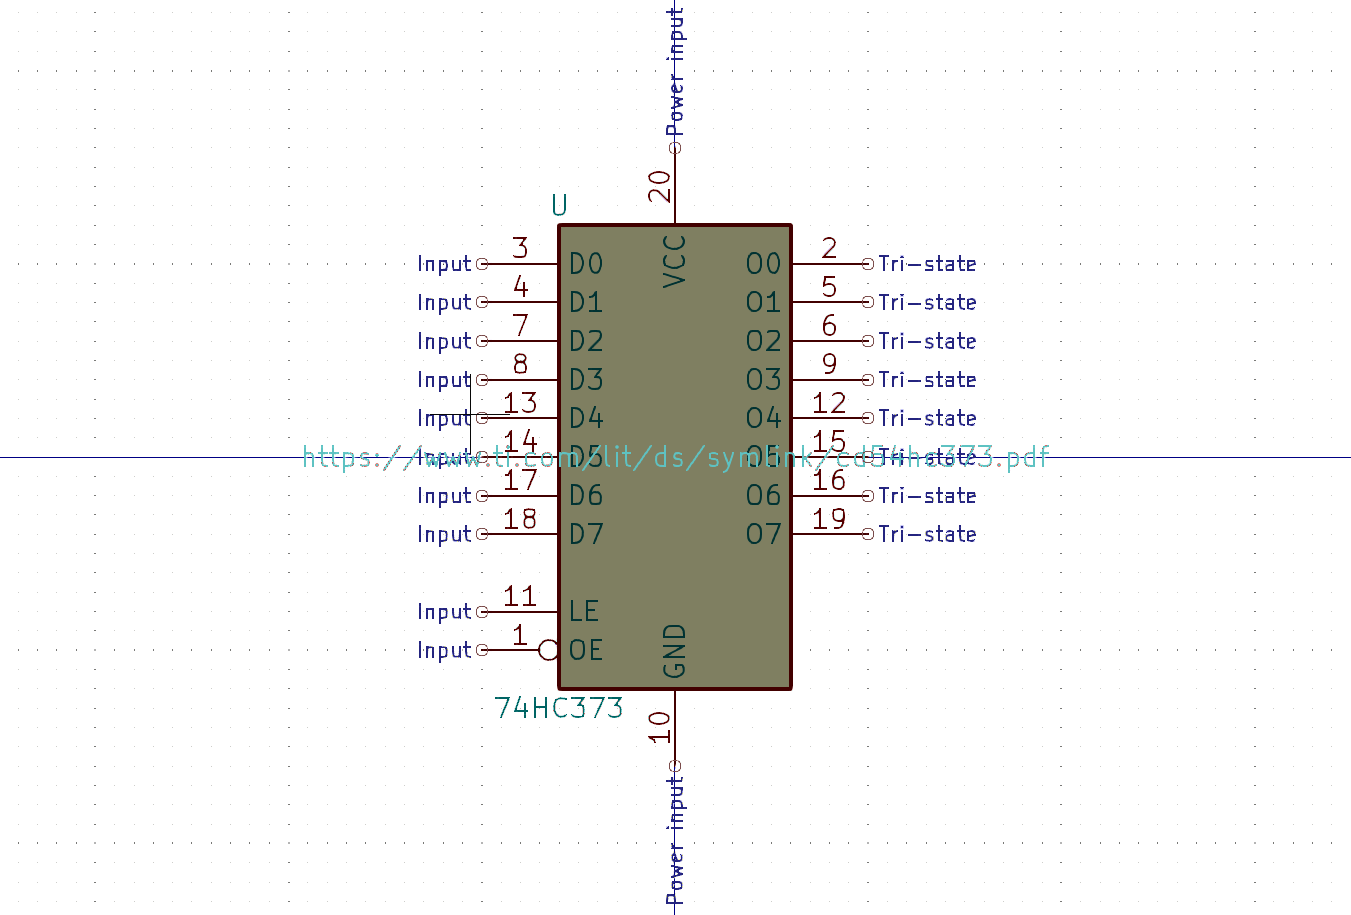 Power input
20
U
VCC
Input 3 D0 O0 2 Tri-state
Input 4 D1 O1 5 Tri-state
Input 7 D2 O2 6 Tri-state
Input 8 D3 O3 9 Tri-state
Input 13 D4 O4 12 Tri-state
Input 14 D5 O5 15 Tri-state
https://www.ti.com/lit/ds/symlink/cd54hc373.pdf
Input 17 D6 O6 16 Tri-state
Input 18 D7 O7 19 Tri-state
Input 11 LE
Input 1 OE
GND
74HC373
10
Power input